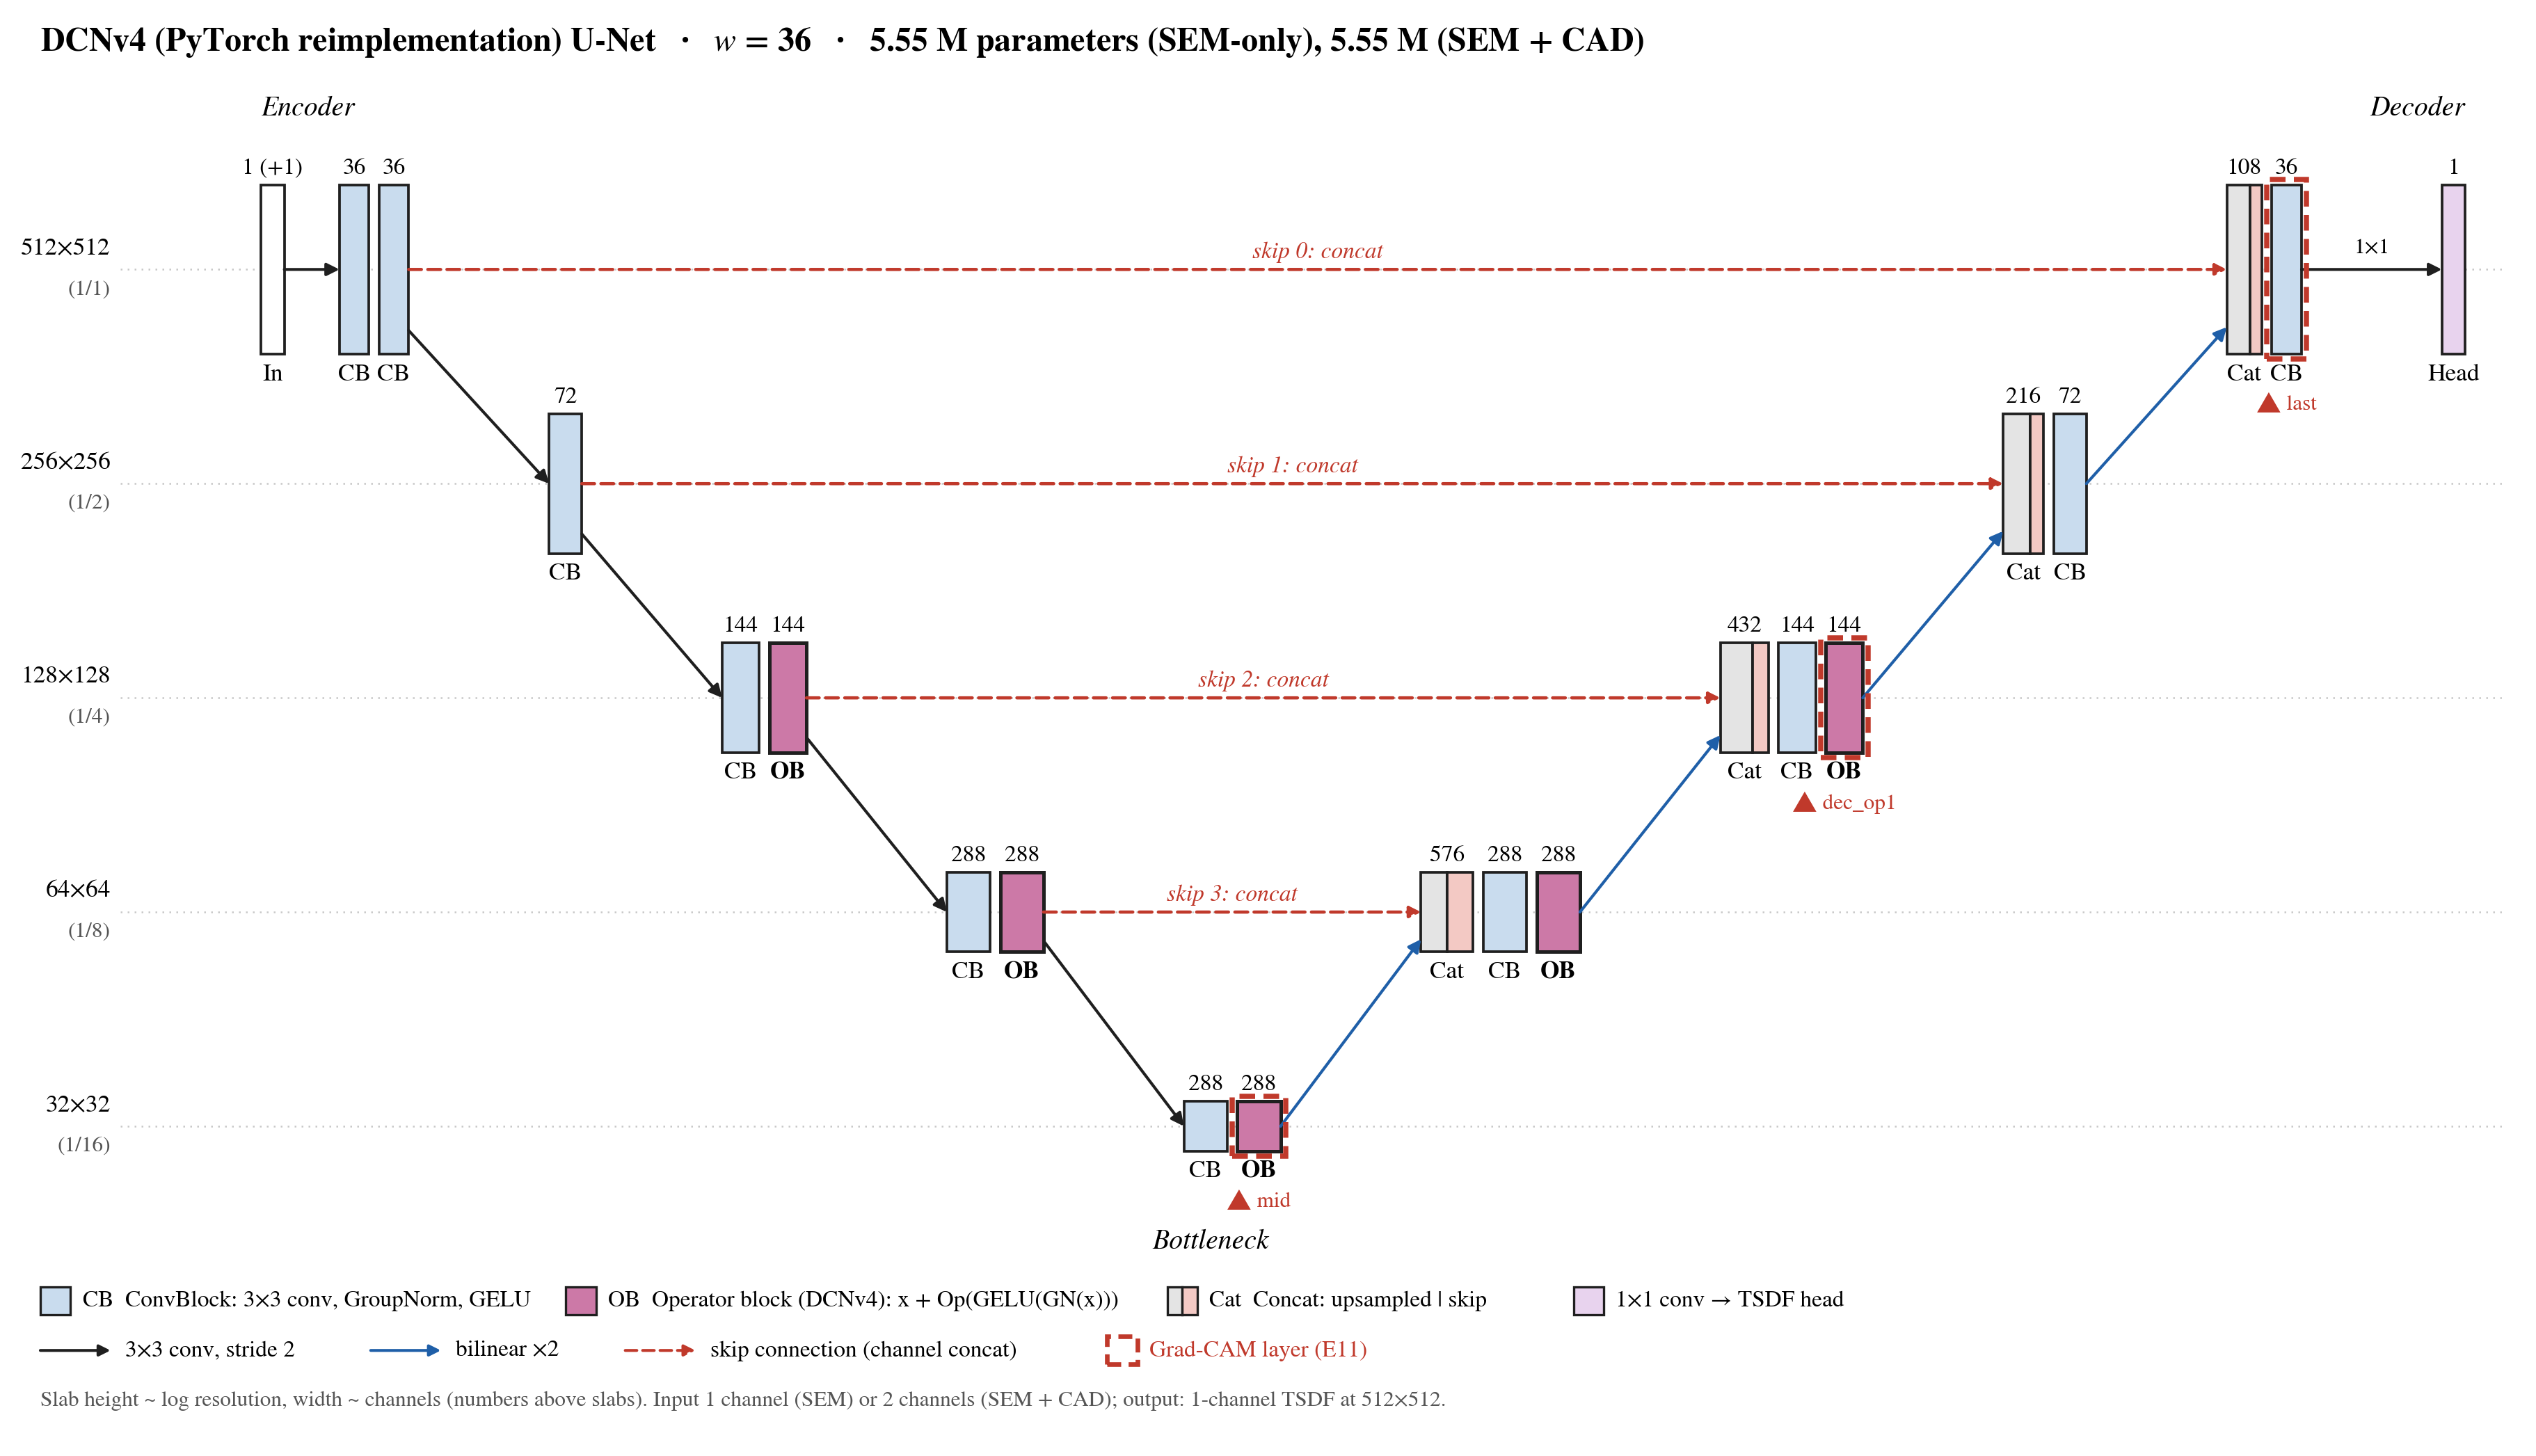 DCNv4 (PyTorch reimplementation) U-Net · w = 36 · 5.55 M parameters (SEM-only), 5.55 M (SEM + CAD)
Encoder
Decoder
1 (+1) 36 36
108 36 1
512×512
(1/1)
skip 0: concat
1×1
In CB CB
Cat CB Head
last
72
216 72
256×256
(1/2)
skip 1: concat
CB
Cat CB
144 144
432 144 144
128×128
(1/4)
skip 2: concat
CB OB
Cat CB OB
dec_op1
288 288
576 288 288
64×64
(1/8)
skip 3: concat
CB OB
Cat CB OB
288 288
32×32
(1/16)
CB OB
mid
Bottleneck
CB ConvBlock: 3×3 conv, GroupNorm, GELU
OB Operator block (DCNv4): x + Op(GELU(GN(x)))
Cat Concat: upsampled | skip
1×1 conv → TSDF head
3×3 conv, stride 2
bilinear ×2
skip connection (channel concat)
Grad-CAM layer (E11)
Slab height ~ log resolution, width ~ channels (numbers above slabs). Input 1 channel (SEM) or 2 channels (SEM + CAD); output: 1-channel TSDF at 512×512.